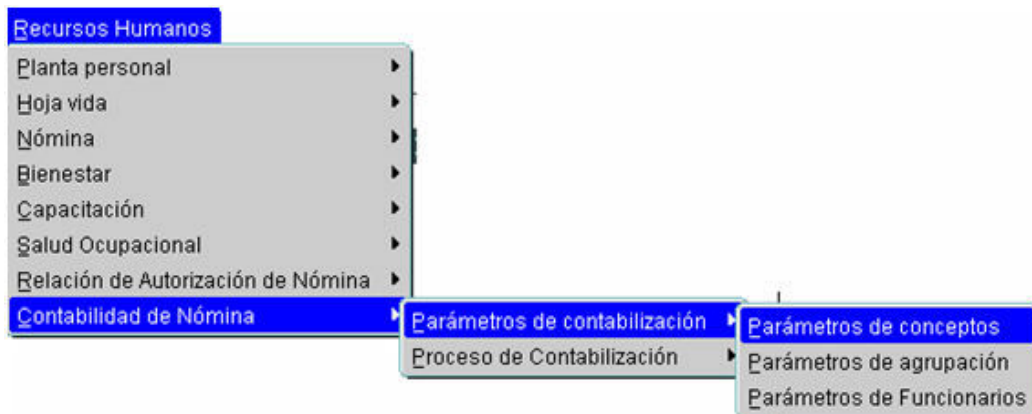 Recursos Humanos
Planta personal
Hoja vida
Nómina
Bienestar
Capacitación
Salud Ocupacional
Relación de Autorización de Nómina
Contabilidad de Nómina
Parámetros de contabilización
Proceso de Contabilización
Parámetros de conceptos
Parámetros de agrupación
Parámetros de Funcionarios